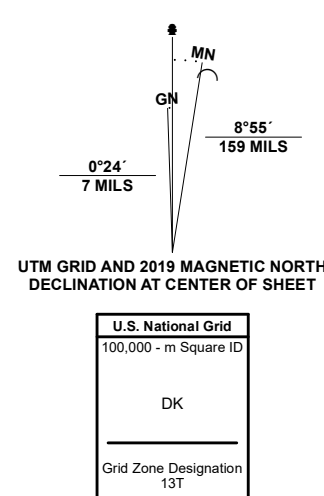 MN
GN
8°55´
159 MILS
0°24´
7 MILS
UTM GRID AND 2019 MAGNETIC NORTH
DECLINATION AT CENTER OF SHEET
U.S. National Grid
100,000 - m Square ID
DK
Grid Zone Designation
13T